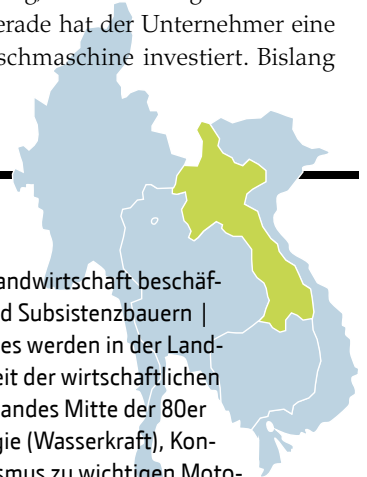 erade hat der Unternehmer eine
schmaschine investiert. Bislang
andwirtschaft beschäf-
d Subsistenzbauern |
es werden in der Land-
eit der wirtschaftlichen
andes Mitte der 80er
gie (Wasserkraft), Kon-
smus zu wichtigen Moto-